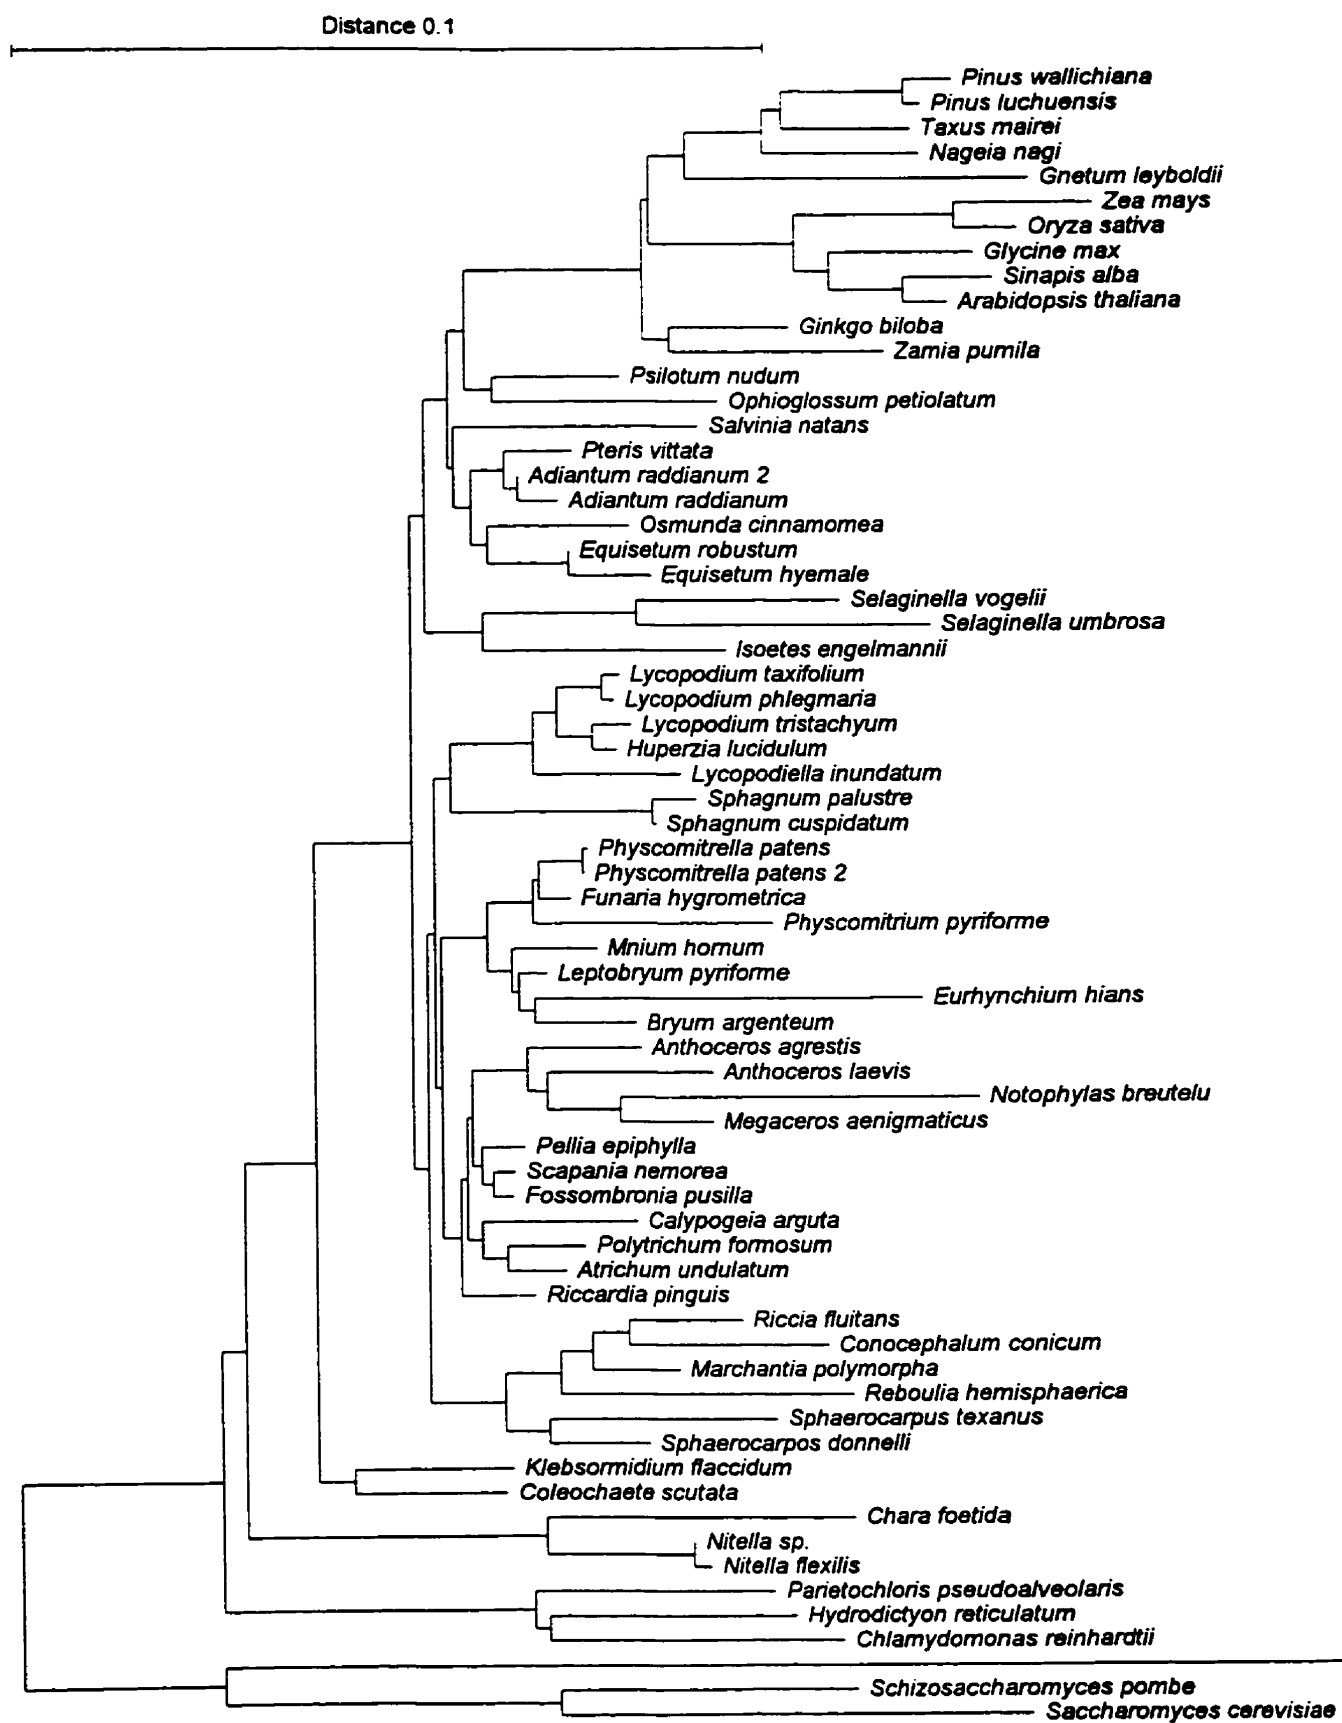 Distance 0.1
Pinus wallichiana
Pinus luchuensis
Taxus mairei
Nageia nagi
Gnetum leyboldii
Zea mays
Oryza sativa
Glycine max
Sinapis alba
Arabidopsis thaliana
Ginkgo biloba
Zamia pumila
Psilotum nudum
Ophioglossum petiolatum
Salvinia natans
Pteris vittata
Adiantum raddianum 2
Adiantum raddianum
Osmunda cinnamomea
Equisetum robustum
Equisetum hyemale
Selaginella vogelii
Selaginella umbrosa
Isoetes engelmannii
Lycopodium taxifolium
Lycopodium phlegmaria
Lycopodium tristachyum
Huperzia lucidulum
Lycopodiella inundatum
Sphagnum palustre
Sphagnum cuspidatum
Physcomitrella patens
Physcomitrella patens 2
Funaria hygrometrica
Physcomitrium pyriforme
Mnium hornum
Leptobryum pyriforme
Eurhynchium hians
Bryum argenteum
Anthoceros agrestis
Anthoceros laevis
Notophylas breutelu
Megaceros aenigmaticus
Pellia epiphylla
Scapania nemorea
Fossombronia pusilla
Calypogeia arguta
Polytrichum formosum
Atrichum undulatum
Riccardia pinguis
Riccia fluitans
Conocephalum conicum
Marchantia polymorpha
Reboulia hemisphaerica
Sphaerocarpus texanus
Sphaerocarpos donnelli
Klebsormidium flaccidum
Coleochaete scutata
Chara foetida
Nitella sp.
Nitella flexilis
Parietochloris pseudoalveolaris
Hydrodictyon reticulatum
Chlamydomonas reinhardtii
Schizosaccharomyces pombe
Saccharomyces cerevisiae